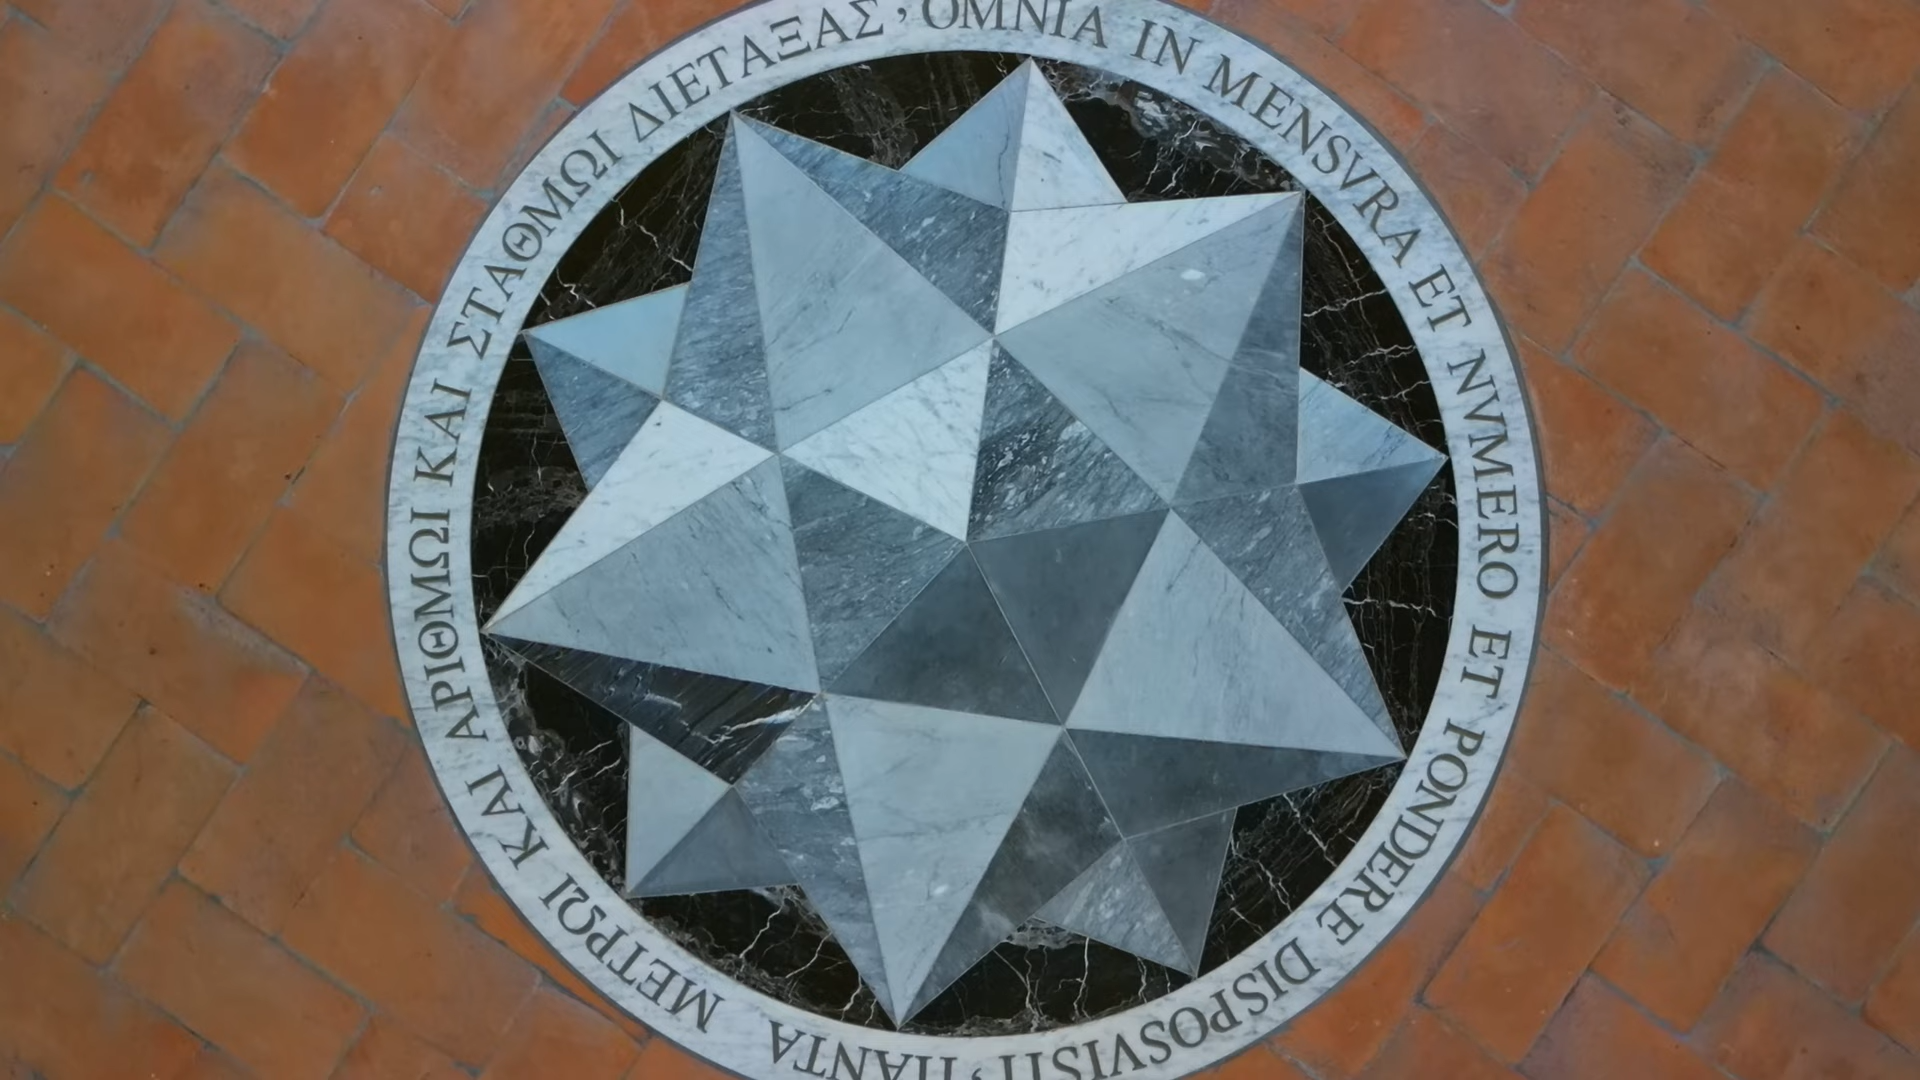 OMNIA IN MENSVRA ET NVMERO ET PONDERE DISPOSVISTI,
ΠΑΝΤΑ ΜΕΤΡΩΙ ΚΑΙ ΑΡΙΘΜΩΙ ΚΑΙ ΣΤΑΘΜΩΙ ΔΙΕΤΑΞΑΣ,